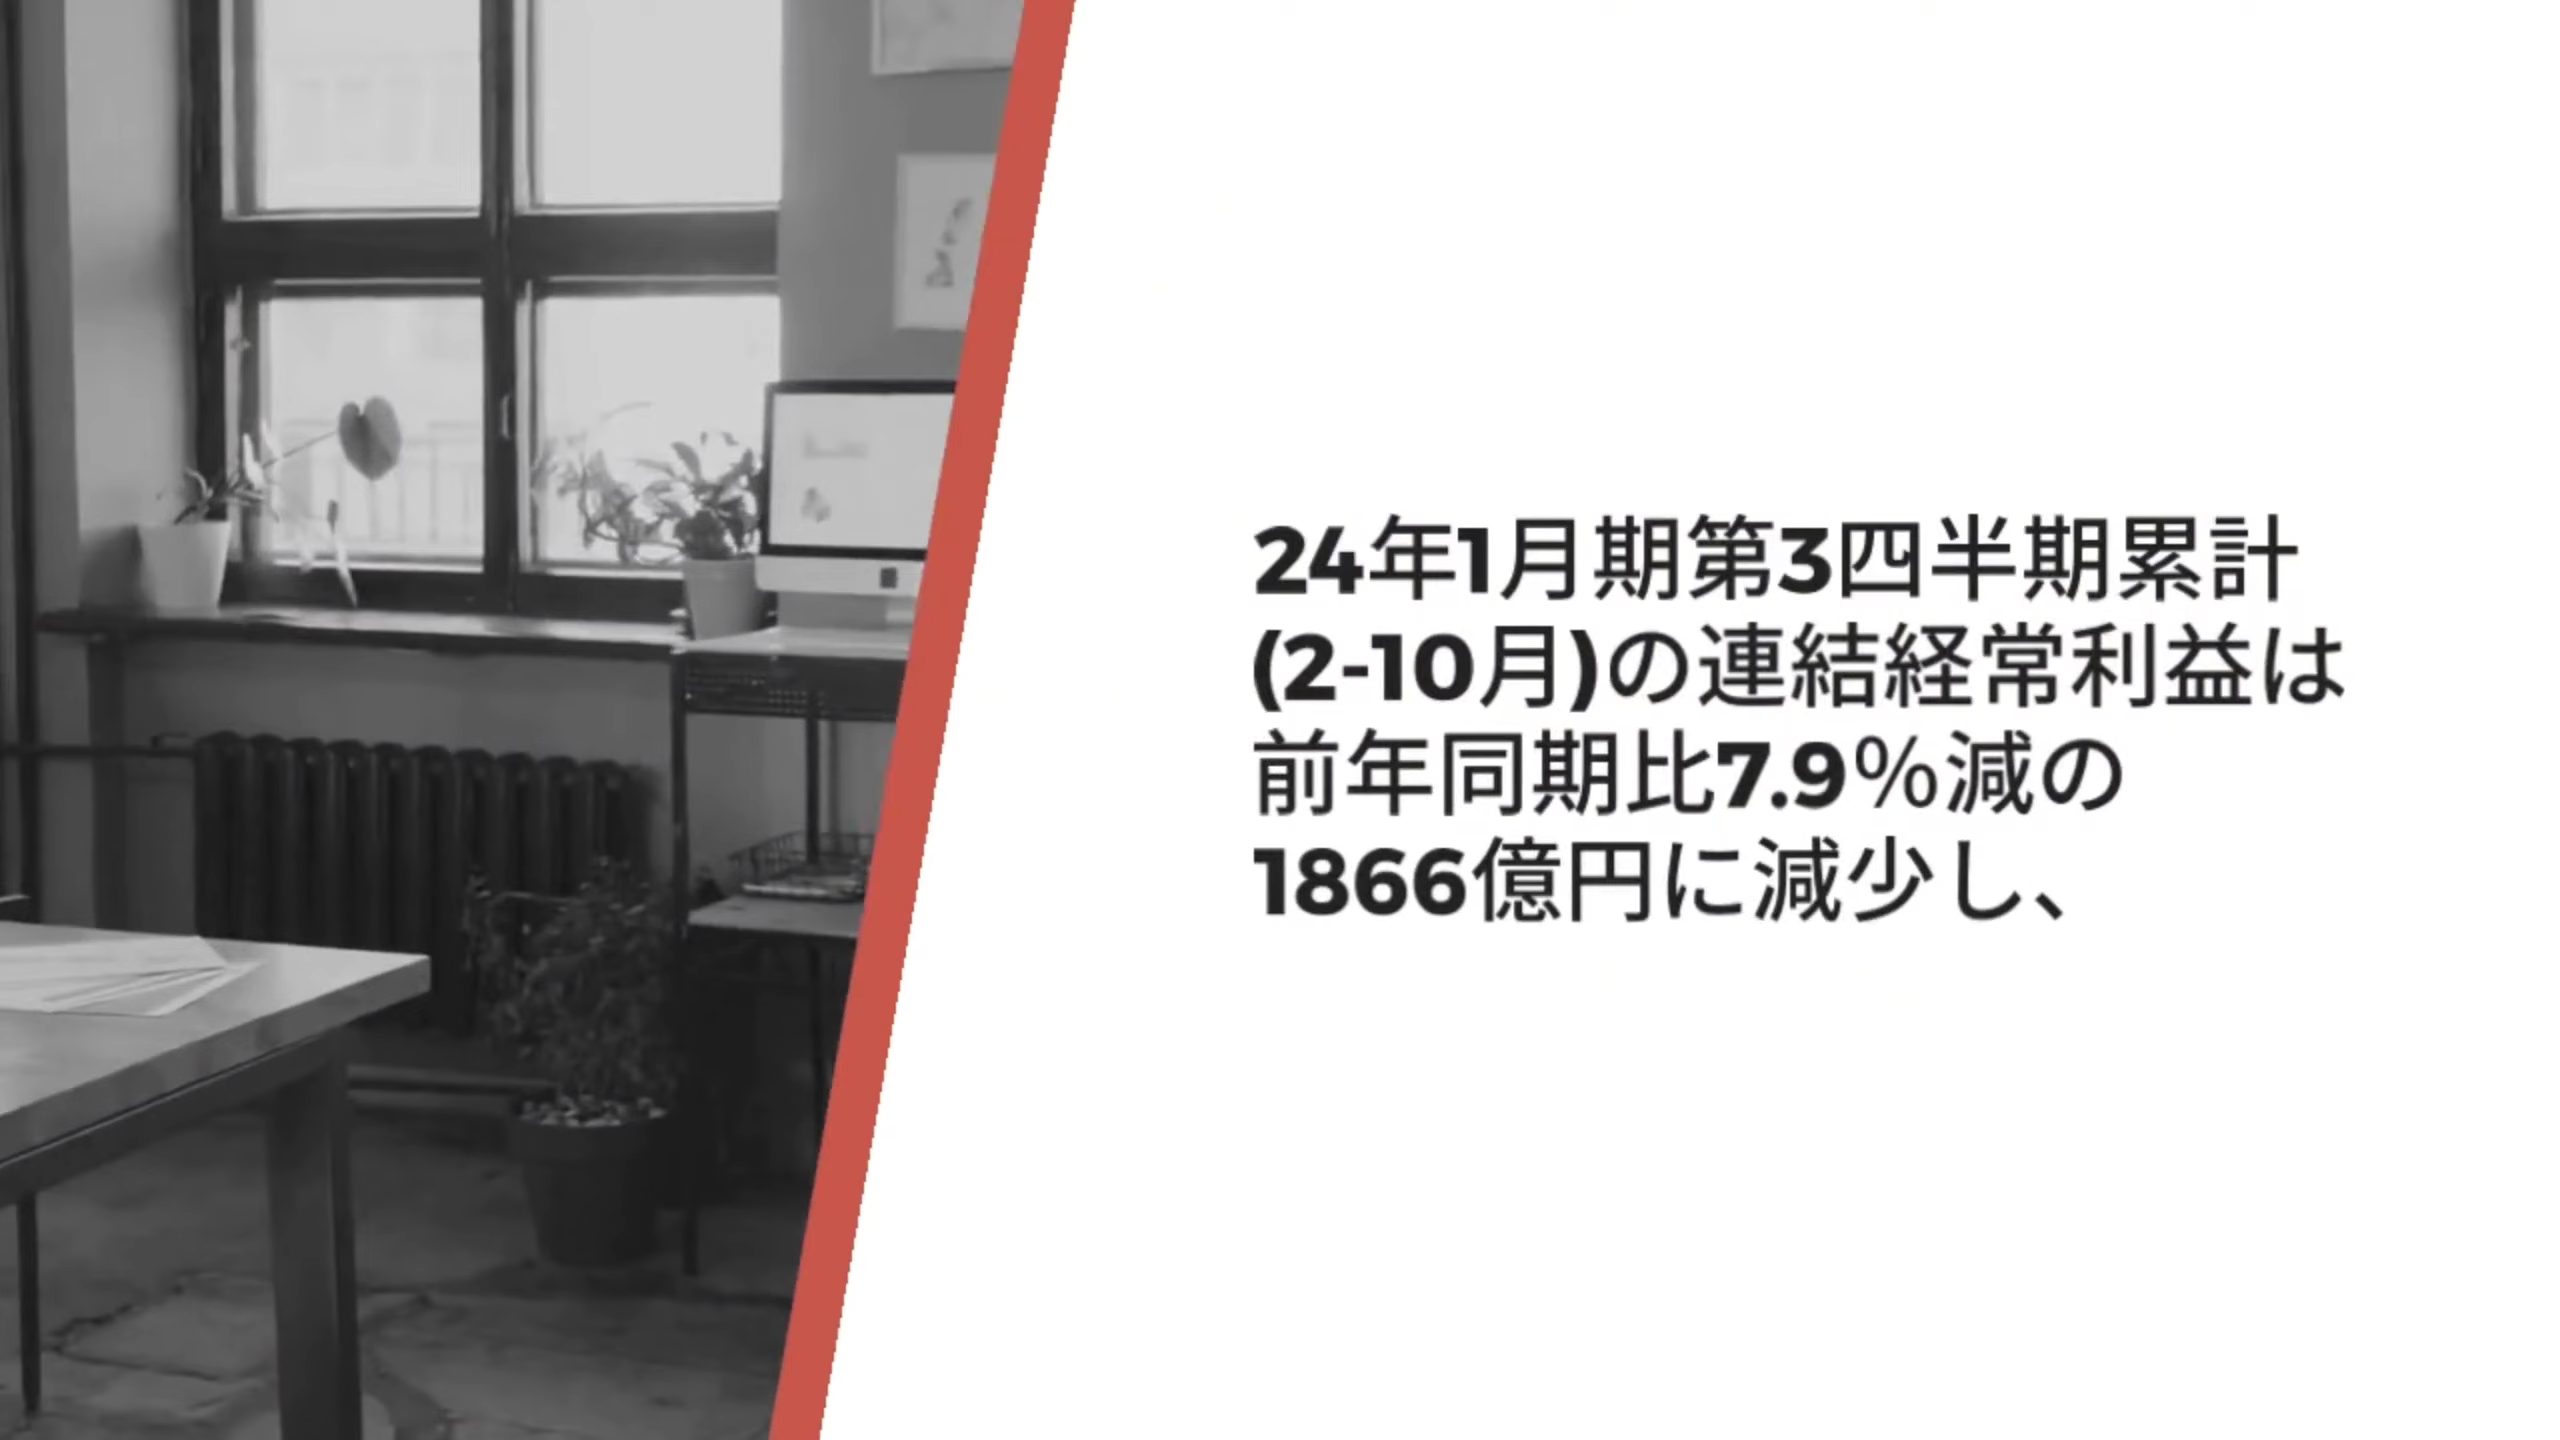 24年1月期第3四半期累計
(2-10月)の連結経常利益は
前年同期比7.9％減の
1866億円に減少し、